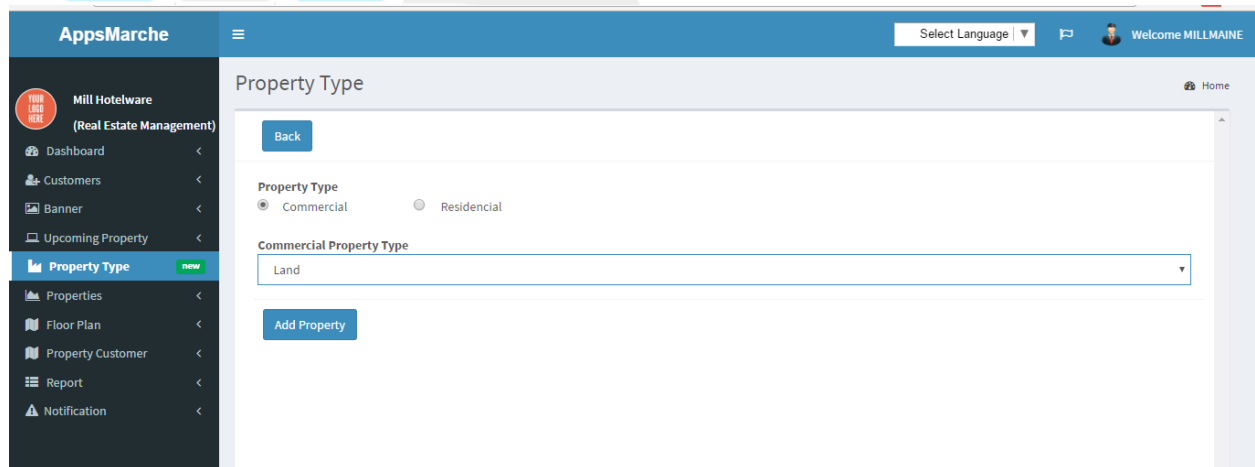 AppsMarche
Select Language
Welcome MILLMAINE
YOUR
LOGO
HERE
Mill Hotelware
(Real Estate Management)
Dashboard
Customers
Banner
Upcoming Property
Property Type new
Properties
Floor Plan
Property Customer
Report
Notification
Property Type
Home
Back
Property Type
Commercial Residencial
Commercial Property Type
Land
Add Property